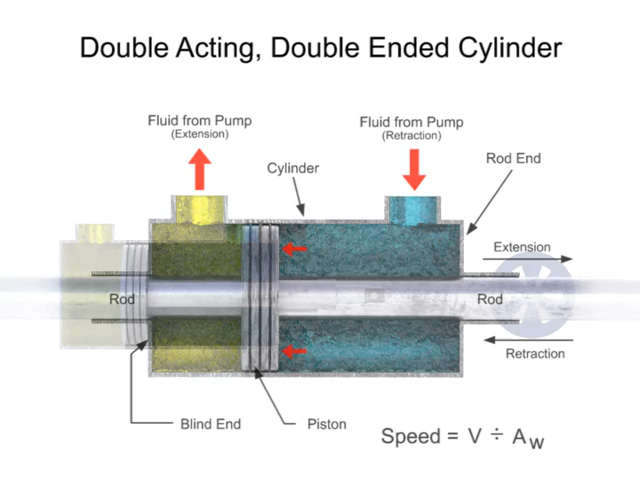 Double Acting, Double Ended Cylinder
Fluid from Pump
(Extension)
Fluid from Pump
(Retraction)
Cylinder
Rod End
Extension
Rod
Rod
Retraction
Blind End
Piston
Speed = V ÷ Aw